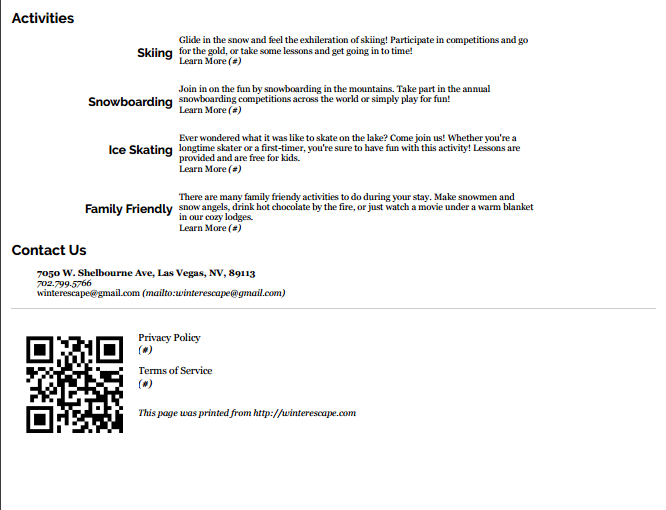 Activities
Skiing
Glide in the snow and feel the exhileration of skiing! Participate in competitions and go
for the gold, or take some lessons and get going in to time!
Learn More (#)
Snowboarding
Join in on the fun by snowboarding in the mountains. Take part in the annual
snowboarding competitions across the world or simply play for fun!
Learn More (#)
Ice Skating
Ever wondered what it was like to skate on the lake? Come join us! Whether you're a
longtime skater or a first-timer, you're sure to have fun with this activity! Lessons are
provided and are free for kids.
Learn More (#)
Family Friendly
There are many family friendly activities to do during your stay. Make snowmen and
snow angels, drink hot chocolate by the fire, or just watch a movie under a warm blanket
in our cozy lodges.
Learn More (#)
Contact Us
7050 W. Shelbourne Ave, Las Vegas, NV, 89113
702.799.5766
winterescape@gmail.com (mailto:winterescape@gmail.com)
Privacy Policy
(#)
Terms of Service
(#)
This page was printed from http://winterescape.com